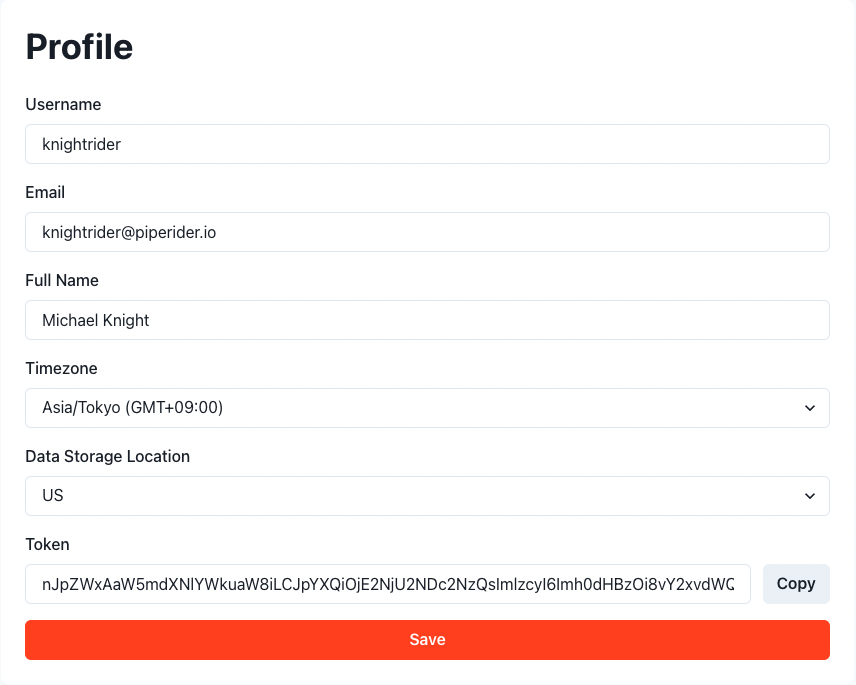 Profile
Username
knightrider
Email
knightrider@piperider.io
Full Name
Michael Knight
Timezone
Asia/Tokyo (GMT+09:00)
Data Storage Location
US
Token
nJpZWxAaW5mdXNlYWkuaW8iLCJpYXQiOjE2NjU2NDc2NzQsImlzcyI6Imh0dHBzOi8vY2xvdWQ
Copy
Save